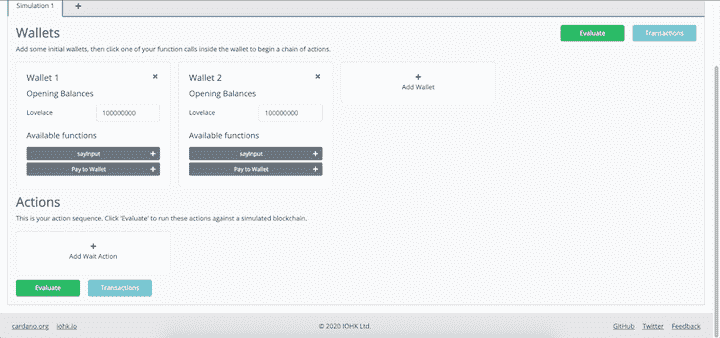 Simulation 1 +
Wallets
Evaluate Transactions
Add some initial wallets, then click one of your function calls inside the wallet to begin a chain of actions.
Wallet 1 × Wallet 2 × +
Add Wallet
Opening Balances Opening Balances
Lovelace 100000000 Lovelace 100000000
Available functions Available functions
sayInput + sayInput +
Pay to Wallet + Pay to Wallet +
Actions
This is your action sequence. Click 'Evaluate' to run these actions against a simulated blockchain.
+
Add Wait Action
Evaluate Transactions
cardano.org iohk.io © 2020 IOHK Ltd. GitHub Twitter Feedback